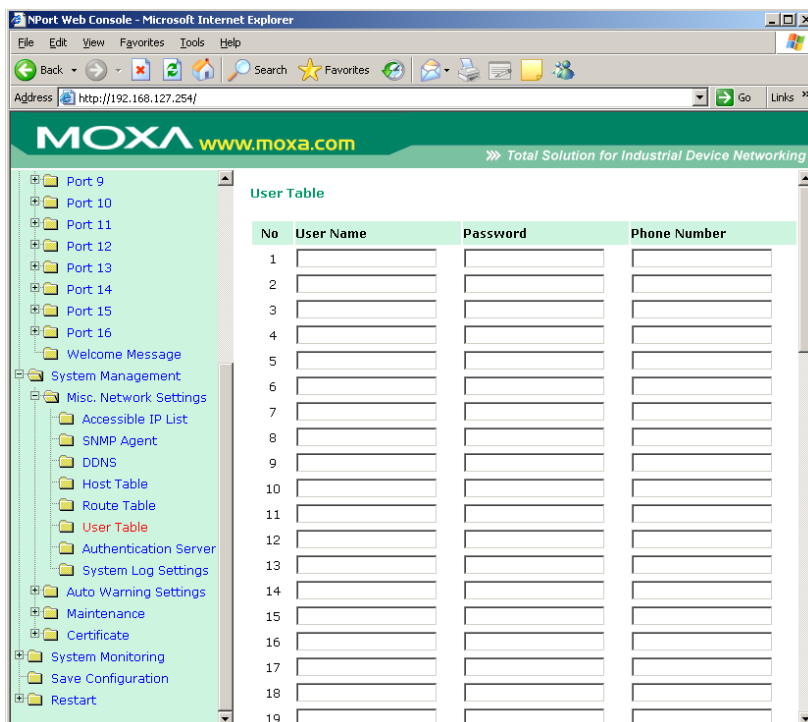 NPort Web Console - Microsoft Internet Explorer
File Edit View Favorites Tools Help
Back Search Favorites
Address http://192.168.127.254/ Go Links »
MOXA www.moxa.com
Total Solution for Industrial Device Networking
Port 9
Port 10
Port 11
Port 12
Port 13
Port 14
Port 15
Port 16
Welcome Message
System Management
Misc. Network Settings
Accessible IP List
SNMP Agent
DDNS
Host Table
Route Table
User Table
Authentication Server
System Log Settings
Auto Warning Settings
Maintenance
Certificate
System Monitoring
Save Configuration
Restart
User Table
No User Name Password Phone Number
1
2
3
4
5
6
7
8
9
10
11
12
13
14
15
16
17
18
19